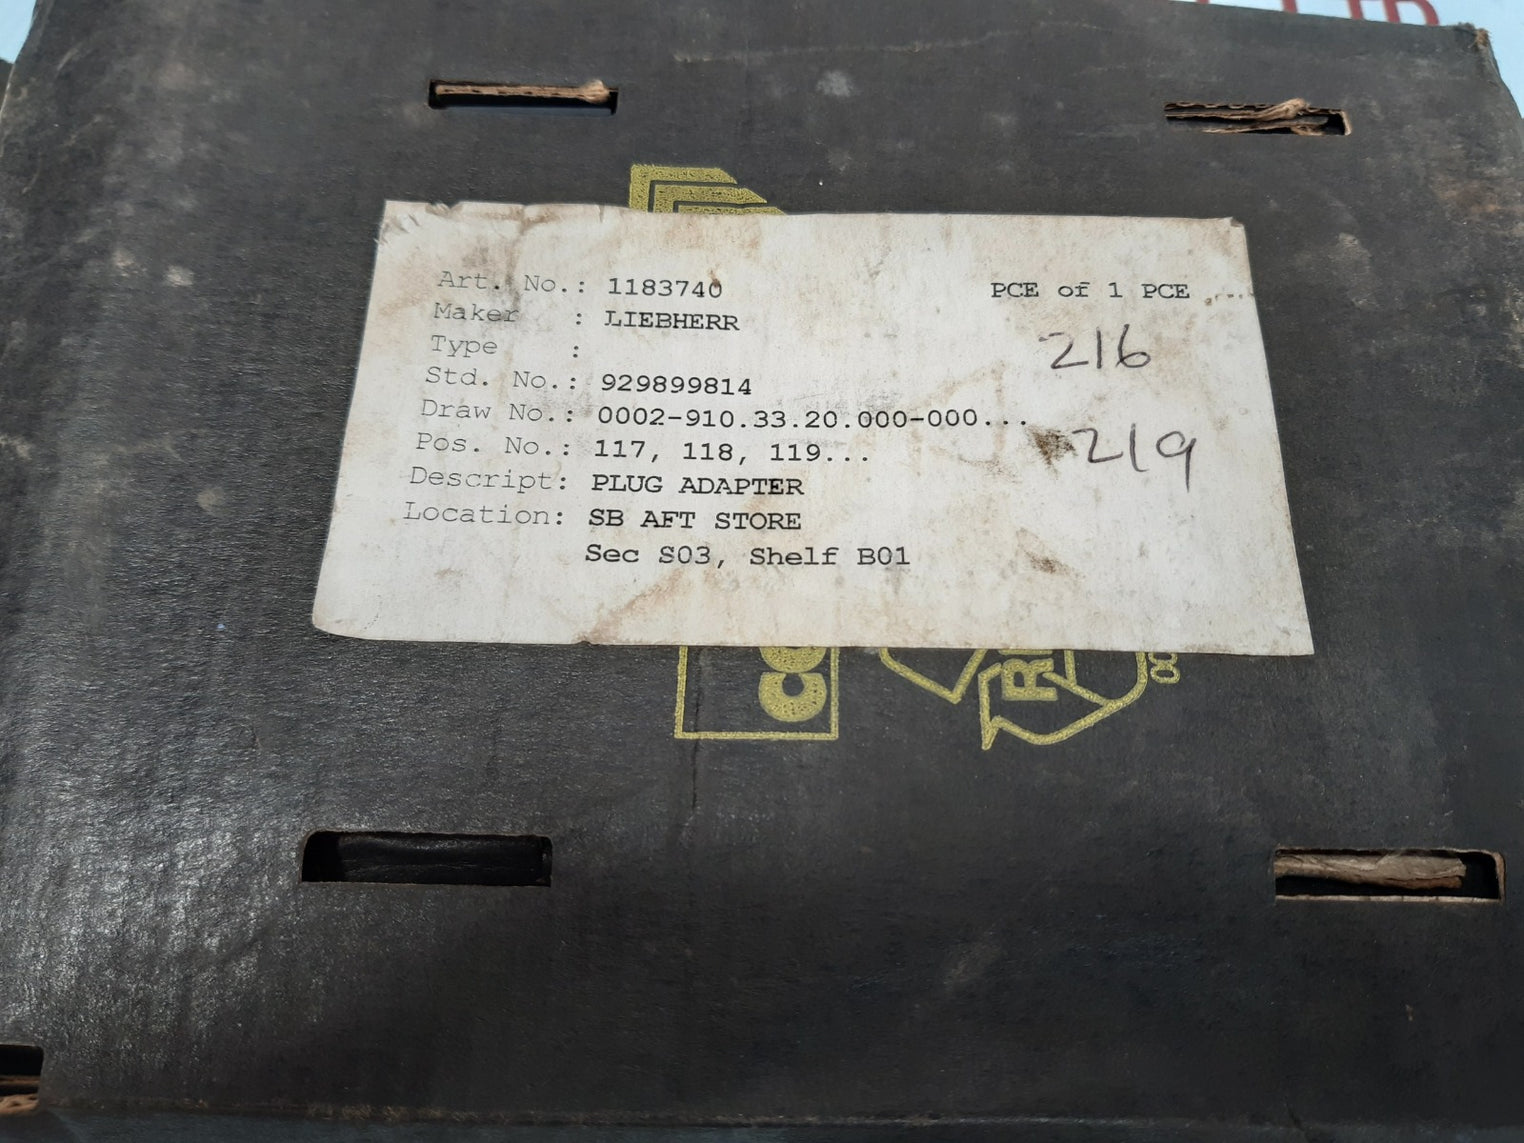 Art. No.: 1183740 PCE of 1 PCE
Maker : LIEBHERR
216
Type :
Std. No.: 929899814
Draw No.: 0002-910.33.20.000-000...
219
Pos. No.: 117, 118, 119...
Descript: PLUG ADAPTER
Location: SB AFT STORE
Sec S03, Shelf B01